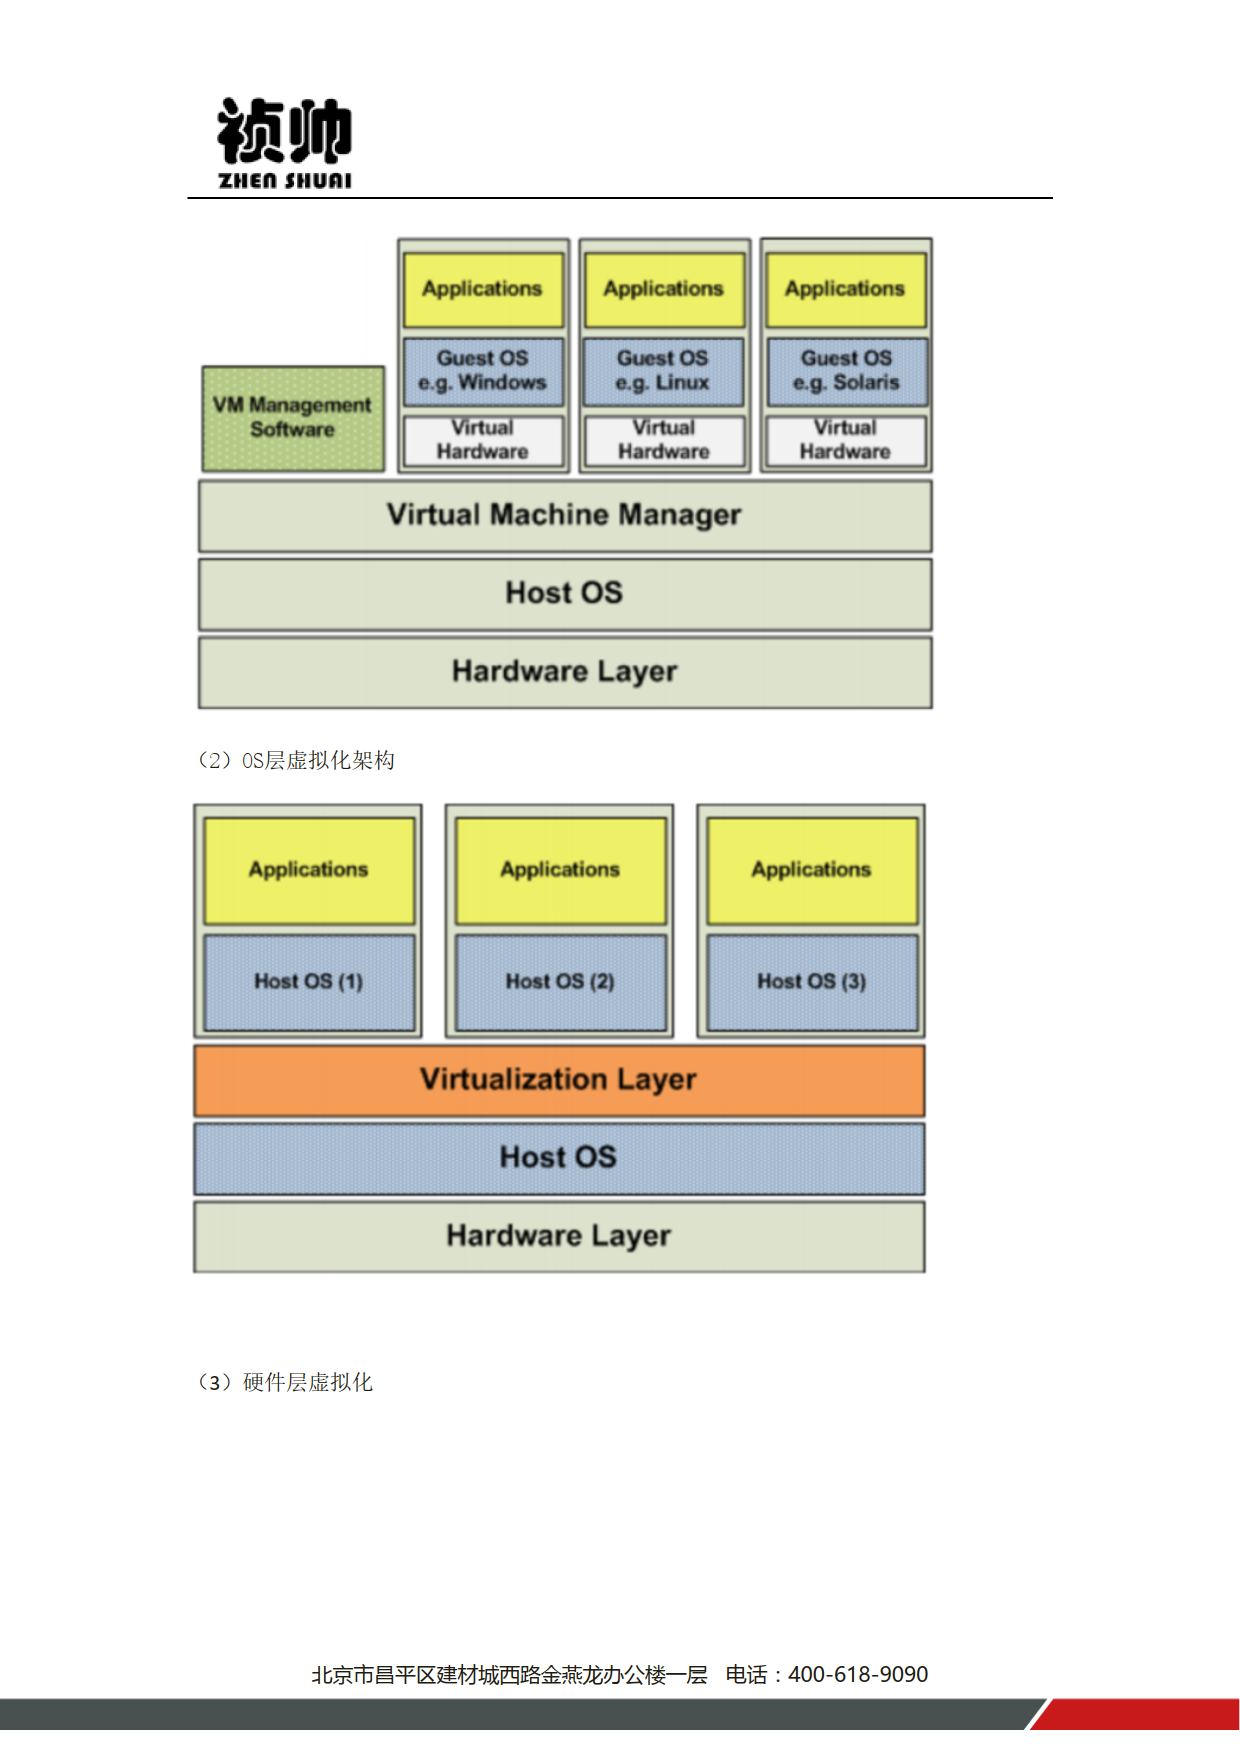 祯帅
ZHEN SHUAI
Applications Applications Applications
Guest OS e.g. Windows Guest OS e.g. Linux Guest OS e.g. Solaris
VM Management Software
Virtual Hardware Virtual Hardware Virtual Hardware
Virtual Machine Manager
Host OS
Hardware Layer
（2）OS层虚拟化架构
Applications Applications Applications
Host OS (1) Host OS (2) Host OS (3)
Virtualization Layer
Host OS
Hardware Layer
（3）硬件层虚拟化
北京市昌平区建材城西路金燕龙办公楼一层 电话：400-618-9090